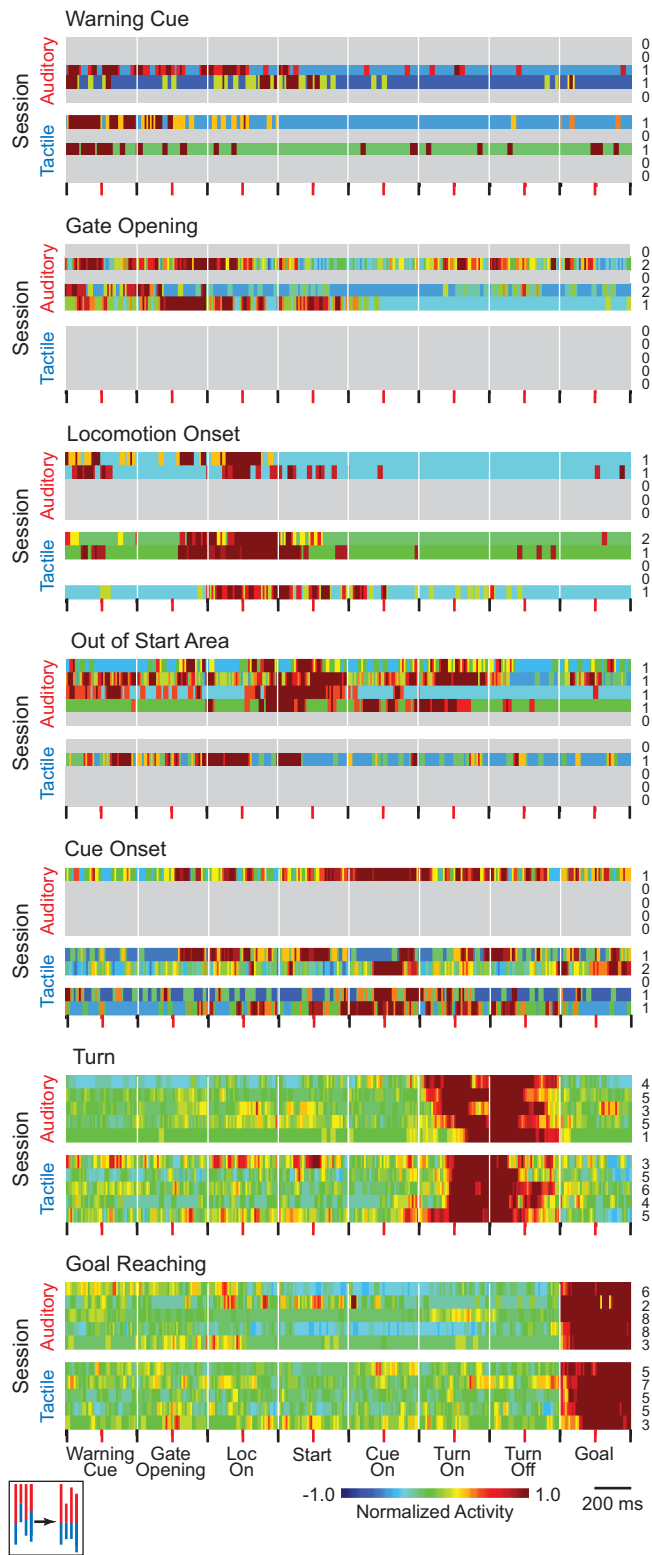 Warning Cue
Session
Auditory
Tactile
0
0
1
1
0
1
0
1
0
0
Gate Opening
Session
Auditory
Tactile
0
2
0
2
1
0
0
0
0
0
Locomotion Onset
Session
Auditory
Tactile
1
1
0
0
0
2
1
0
0
1
Out of Start Area
Session
Auditory
Tactile
1
1
1
1
0
0
1
0
0
0
Cue Onset
Session
Auditory
Tactile
1
0
0
0
0
1
2
0
1
1
Turn
Session
Auditory
Tactile
4
5
3
5
1
3
5
6
4
5
Goal Reaching
Session
Auditory
Tactile
6
2
8
8
3
5
7
5
5
3
Warning
Cue
Gate
Opening
Loc
On
Start
Cue
On
Turn
On
Turn
Off
Goal
-1.0
1.0
Normalized Activity
200 ms